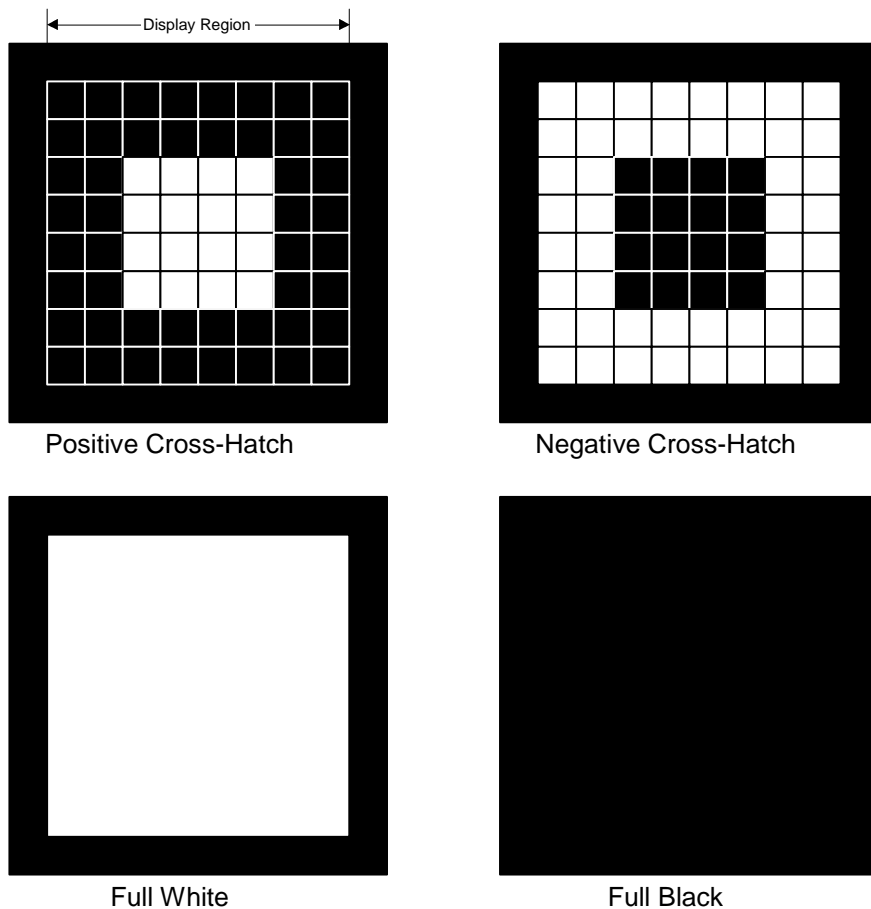 Display Region
Positive Cross-Hatch
Negative Cross-Hatch
Full White
Full Black